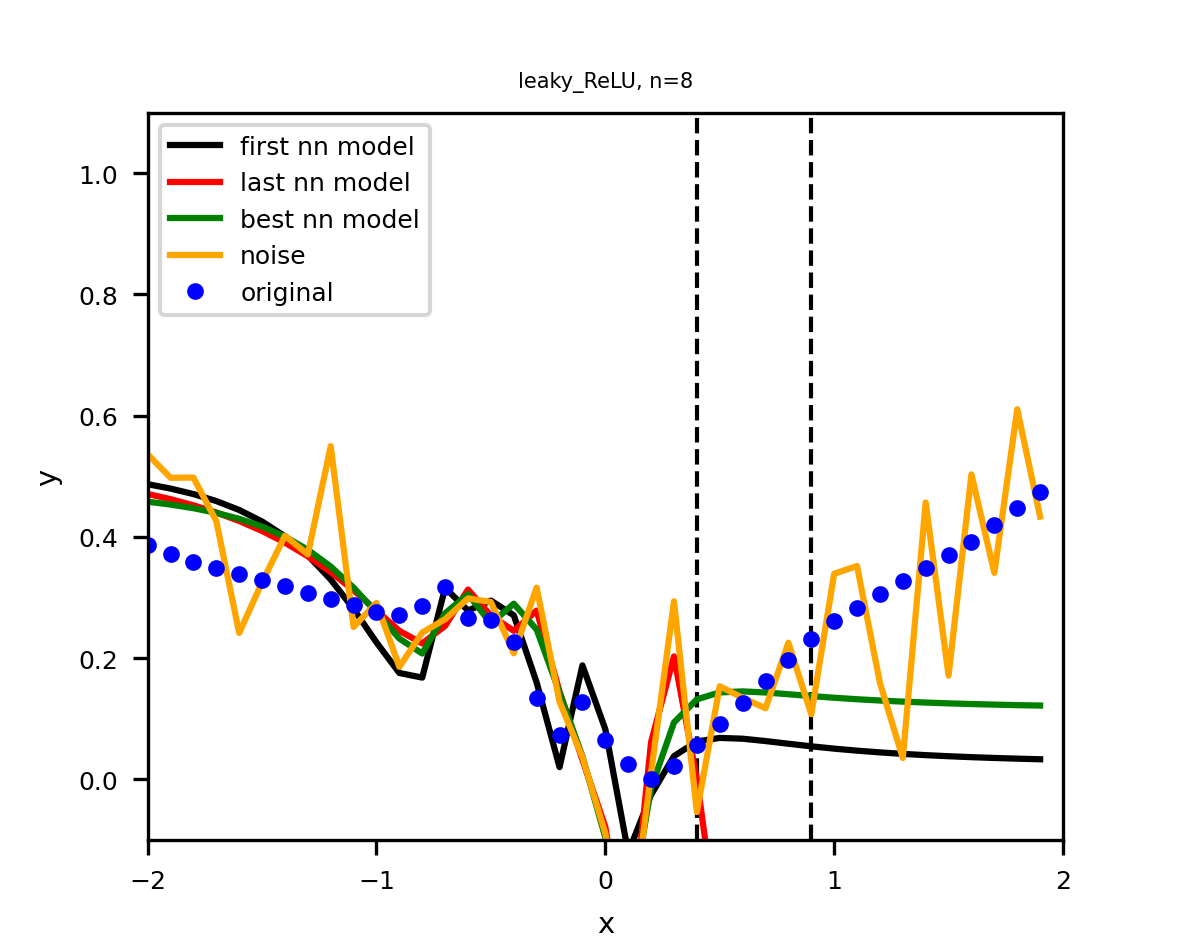 leaky_ReLU, n=8
first nn model
last nn model
best nn model
noise
original
1.0
0.8
0.6
0.4
0.2
0.0
y
−2 −1 0 1 2
x